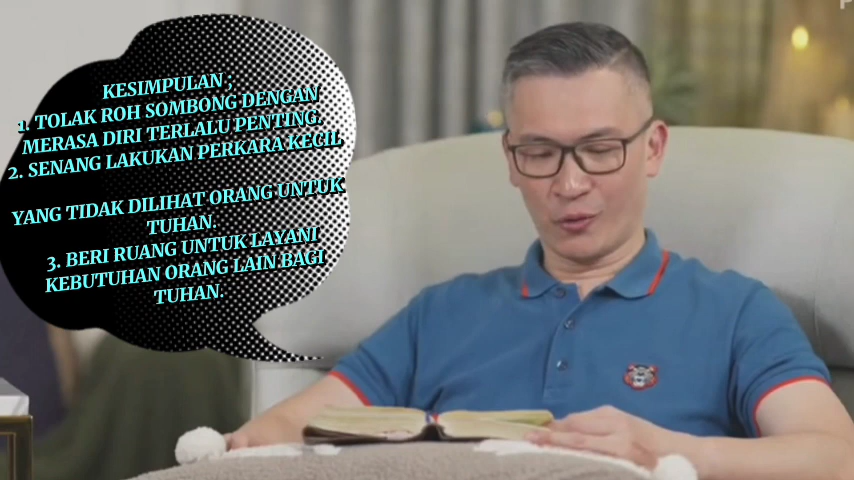 KESIMPULAN ;
1. TOLAK ROH SOMBONG DENGAN
MERASA DIRI TERLALU PENTING.
2. SENANG LAKUKAN PERKARA KECIL
YANG TIDAK DILIHAT ORANG UNTUK
TUHAN.
3. BERI RUANG UNTUK LAYANI
KEBUTUHAN ORANG LAIN BAGI
TUHAN.
P